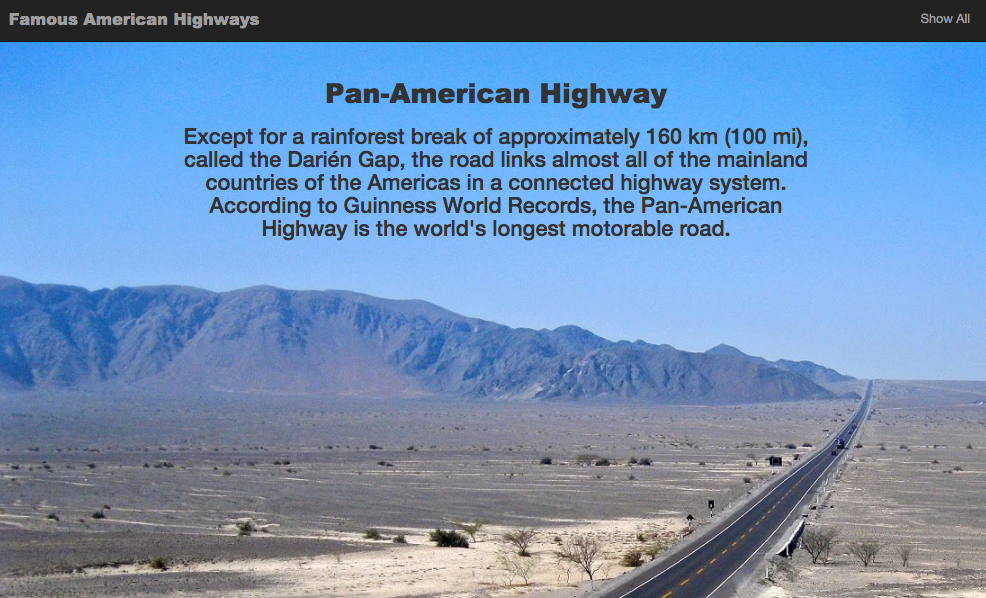 Famous American Highways
Show All
Pan-American Highway
Except for a rainforest break of approximately 160 km (100 mi),
called the Darién Gap, the road links almost all of the mainland
countries of the Americas in a connected highway system.
According to Guinness World Records, the Pan-American
Highway is the world's longest motorable road.